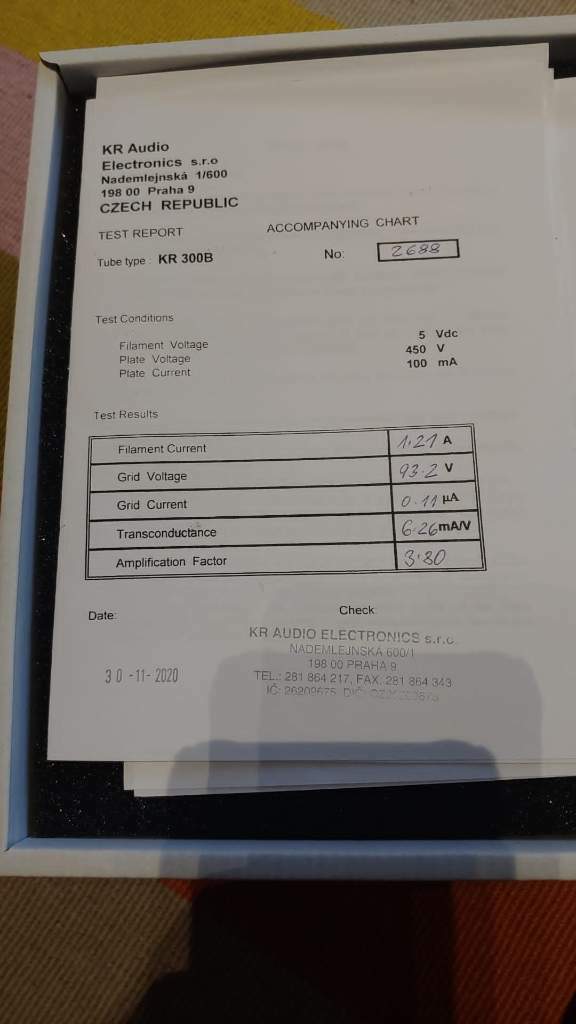 KR Audio
Electronics s.r.o
Nademlejnská 1/600
198 00 Praha 9
CZECH REPUBLIC
TEST REPORT ACCOMPANYING CHART
Tube type : KR 300B No: 2688
Test Conditions
Filament Voltage 5 Vdc
Plate Voltage 450 V
Plate Current 100 mA
Test Results
Filament Current 1.21 A
Grid Voltage 93.2 V
Grid Current 0.11 µA
Transconductance 6.26 mA/V
Amplification Factor 3.80
Date: Check
KR AUDIO ELECTRONICS s.r.o.
NADEMLEJNSKÁ 600/1
198 00 PRAHA 9
30-11-2020 TEL.: 281 864 217, FAX: 281 864 343
IČ: 26209675, DIČ: